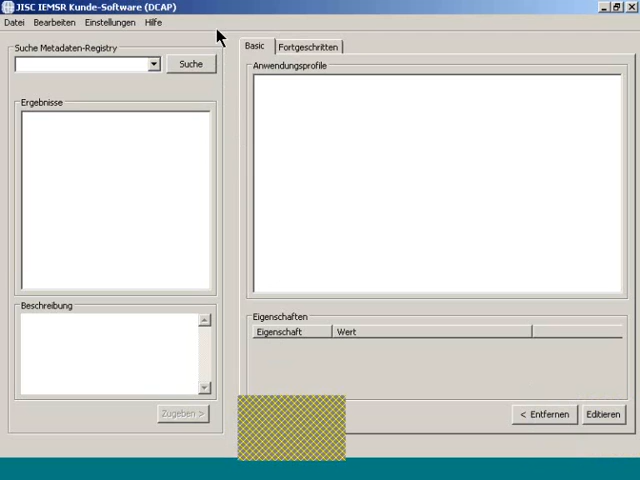 JISC IEMSR Kunde-Software (DCAP)
Datei Bearbeiten Einstellungen Hilfe
Suche Metadaten-Registry
Suche
Ergebnisse
Beschreibung
Zugeben >
Basic Fortgeschritten
Anwendungsprofile
Eigenschaften
Eigenschaft Wert
< Entfernen Editieren